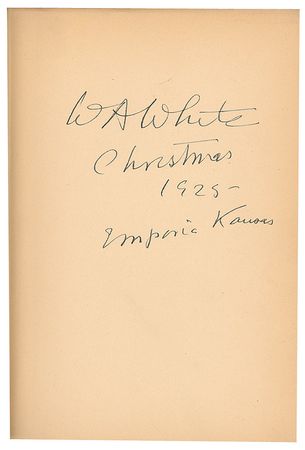 W A White
Christmas
1925-
Emporia Kansas